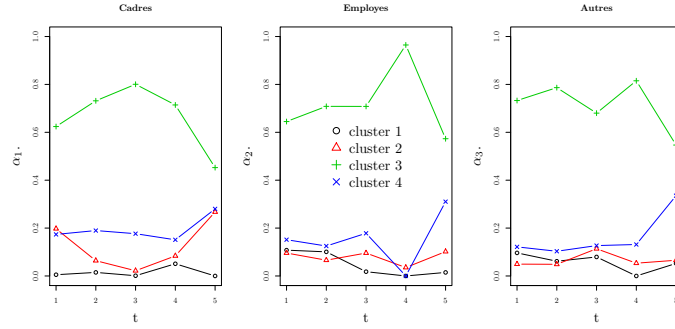 Cadres
Employes
Autres
1.0
0.8
0.6
0.4
0.2
0.0
α1·
1 2 3 4 5
t
1.0
0.8
0.6
0.4
0.2
0.0
α2·
cluster 1
cluster 2
cluster 3
cluster 4
1 2 3 4 5
t
1.0
0.8
0.6
0.4
0.2
0.0
α3·
1 2 3 4 5
t